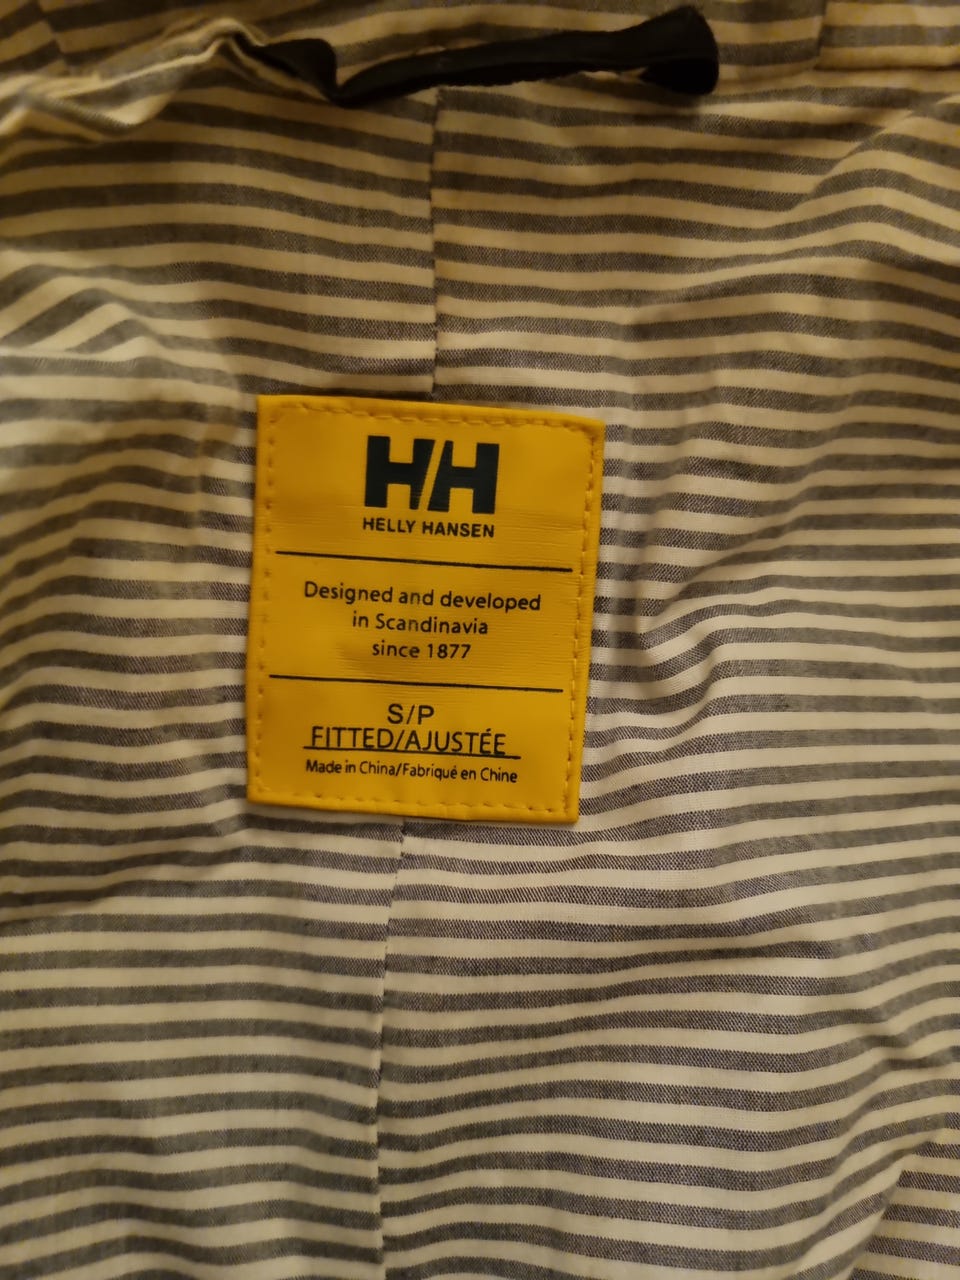 HH
HELLY HANSEN
Designed and developed
in Scandinavia
since 1877
S/P
FITTED/AJUSTÉE
Made in China/Fabriqué en Chine